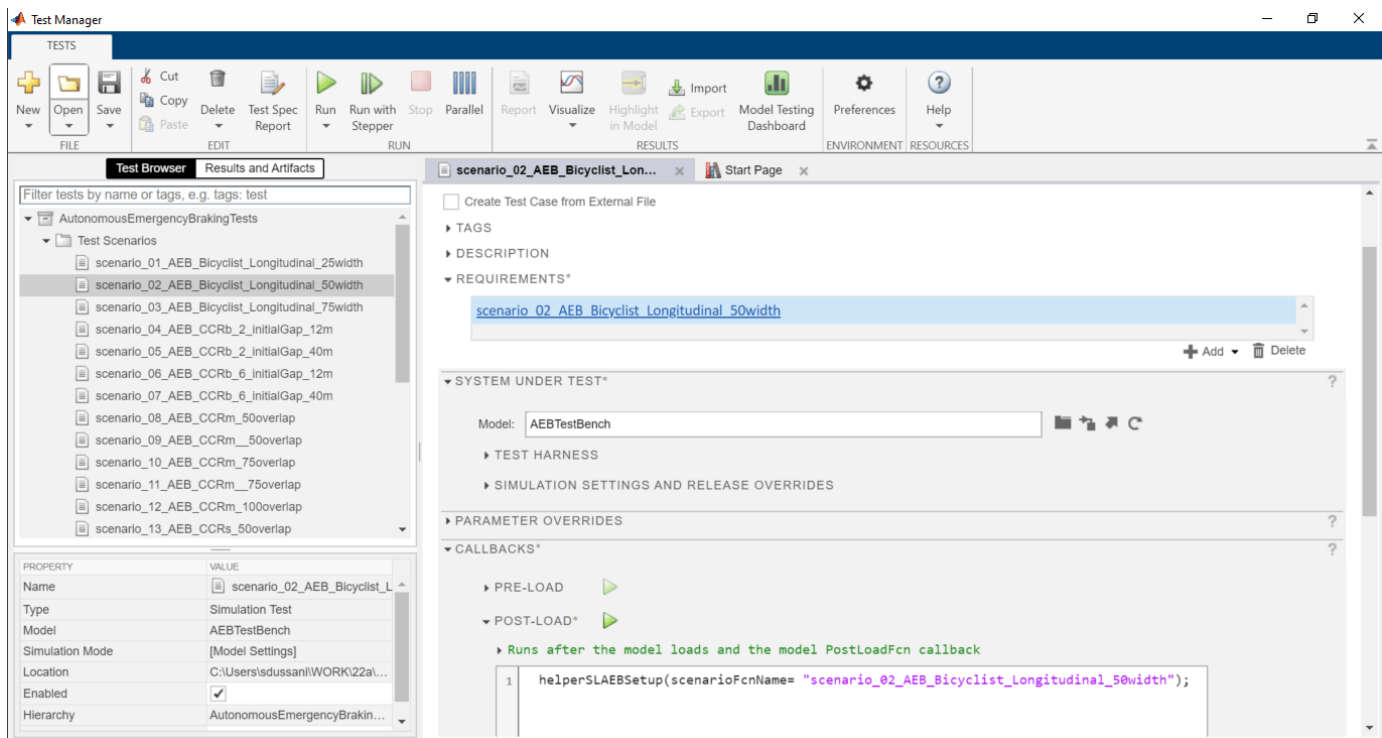 Test Manager
TESTS
New
Open
Save
Cut
Copy
Paste
Delete
Test Spec
Report
Run
Run with
Stepper
Stop
Parallel
Report
Visualize
Highlight
in Model
Import
Export
Model Testing
Dashboard
Preferences
Help
FILE
EDIT
RUN
RESULTS
ENVIRONMENT
RESOURCES
Test Browser
Results and Artifacts
Filter tests by name or tags, e.g. tags: test
AutonomousEmergencyBrakingTests
Test Scenarios
scenario_01_AEB_Bicyclist_Longitudinal_25width
scenario_02_AEB_Bicyclist_Longitudinal_50width
scenario_03_AEB_Bicyclist_Longitudinal_75width
scenario_04_AEB_CCRb_2_initialGap_12m
scenario_05_AEB_CCRb_2_initialGap_40m
scenario_06_AEB_CCRb_6_initialGap_12m
scenario_07_AEB_CCRb_6_initialGap_40m
scenario_08_AEB_CCRm_50overlap
scenario_09_AEB_CCRm__50overlap
scenario_10_AEB_CCRm_75overlap
scenario_11_AEB_CCRm__75overlap
scenario_12_AEB_CCRm_100overlap
scenario_13_AEB_CCRs_50overlap
PROPERTY VALUE
Name scenario_02_AEB_Bicyclist_L
Type Simulation Test
Model AEBTestBench
Simulation Mode [Model Settings]
Location C:\Users\sdussani\WORK\22a\...
Enabled
Hierarchy AutonomousEmergencyBrakin...
scenario_02_AEB_Bicyclist_Lon...
Start Page
Create Test Case from External File
TAGS
DESCRIPTION
REQUIREMENTS*
scenario_02_AEB_Bicyclist_Longitudinal_50width
Add
Delete
SYSTEM UNDER TEST*
?
Model: AEBTestBench
TEST HARNESS
SIMULATION SETTINGS AND RELEASE OVERRIDES
PARAMETER OVERRIDES
?
CALLBACKS*
?
PRE-LOAD
POST-LOAD*
Runs after the model loads and the model PostLoadFcn callback
1 helperSLAEBSetup(scenarioFcnName= "scenario_02_AEB_Bicyclist_Longitudinal_50width");